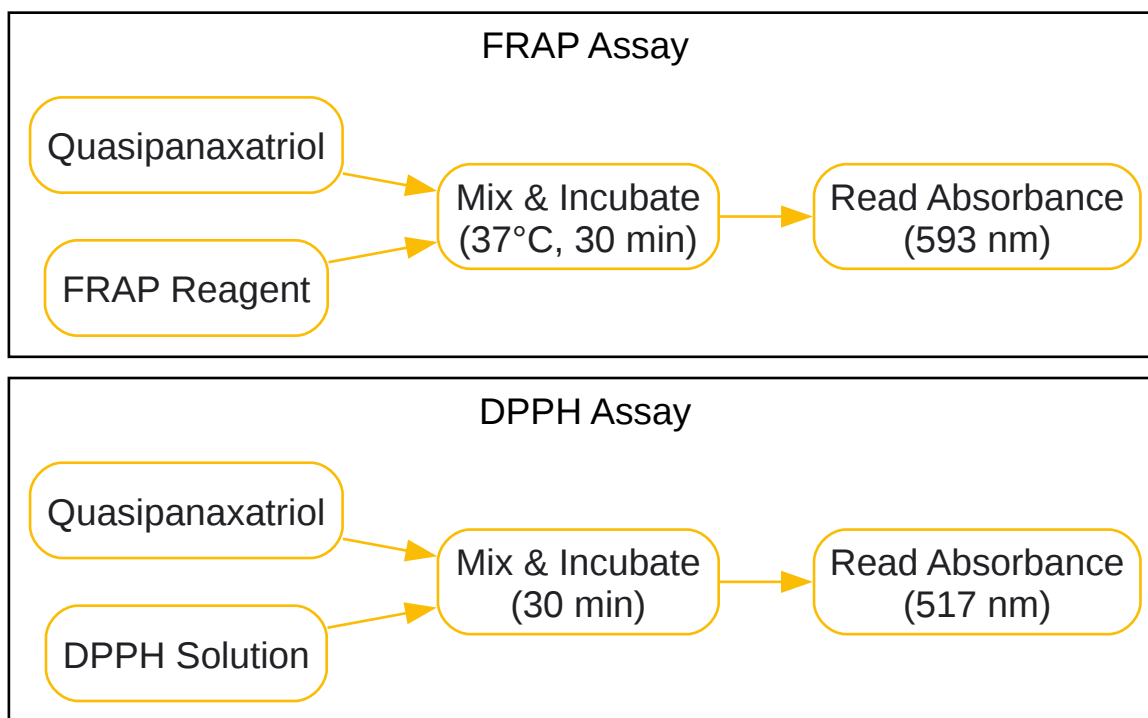 FRAP Assay
Quasipanaxatriol
FRAP Reagent
Mix & Incubate
(37°C, 30 min)
Read Absorbance
(593 nm)
DPPH Assay
Quasipanaxatriol
DPPH Solution
Mix & Incubate
(30 min)
Read Absorbance
(517 nm)